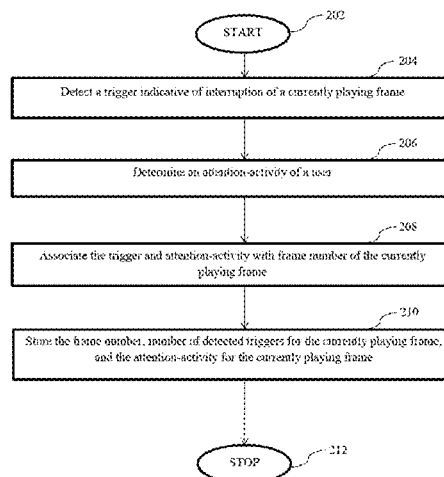 START
202
204
Detect a trigger indicative of interruption of a currently playing frame
206
Determine an attention-activity of a user
208
Associate the trigger and attention-activity with frame number of the currently
playing frame
210
Store the frame number, number of detected triggers for the currently playing frame,
and the attention-activity for the currently playing frame
212
STOP